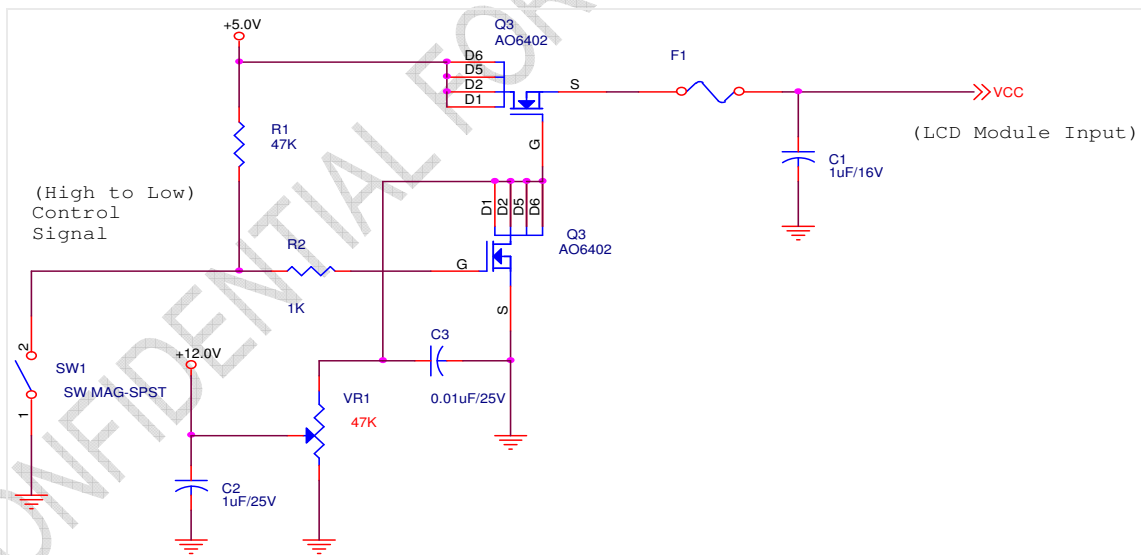 CONFIDENTIAL FOR
+5.0V
Q3
AO6402
D6
D5
D2
D1
S
G
F1
VCC
(LCD Module Input)
R1
47K
C1
1uF/16V
(High to Low)
Control
Signal
D1
D2
D5
D6
Q3
AO6402
R2
1K
G
S
+12.0V
C3
0.01uF/25V
2
SW1
SW MAG-SPST
1
VR1
47K
C2
1uF/25V